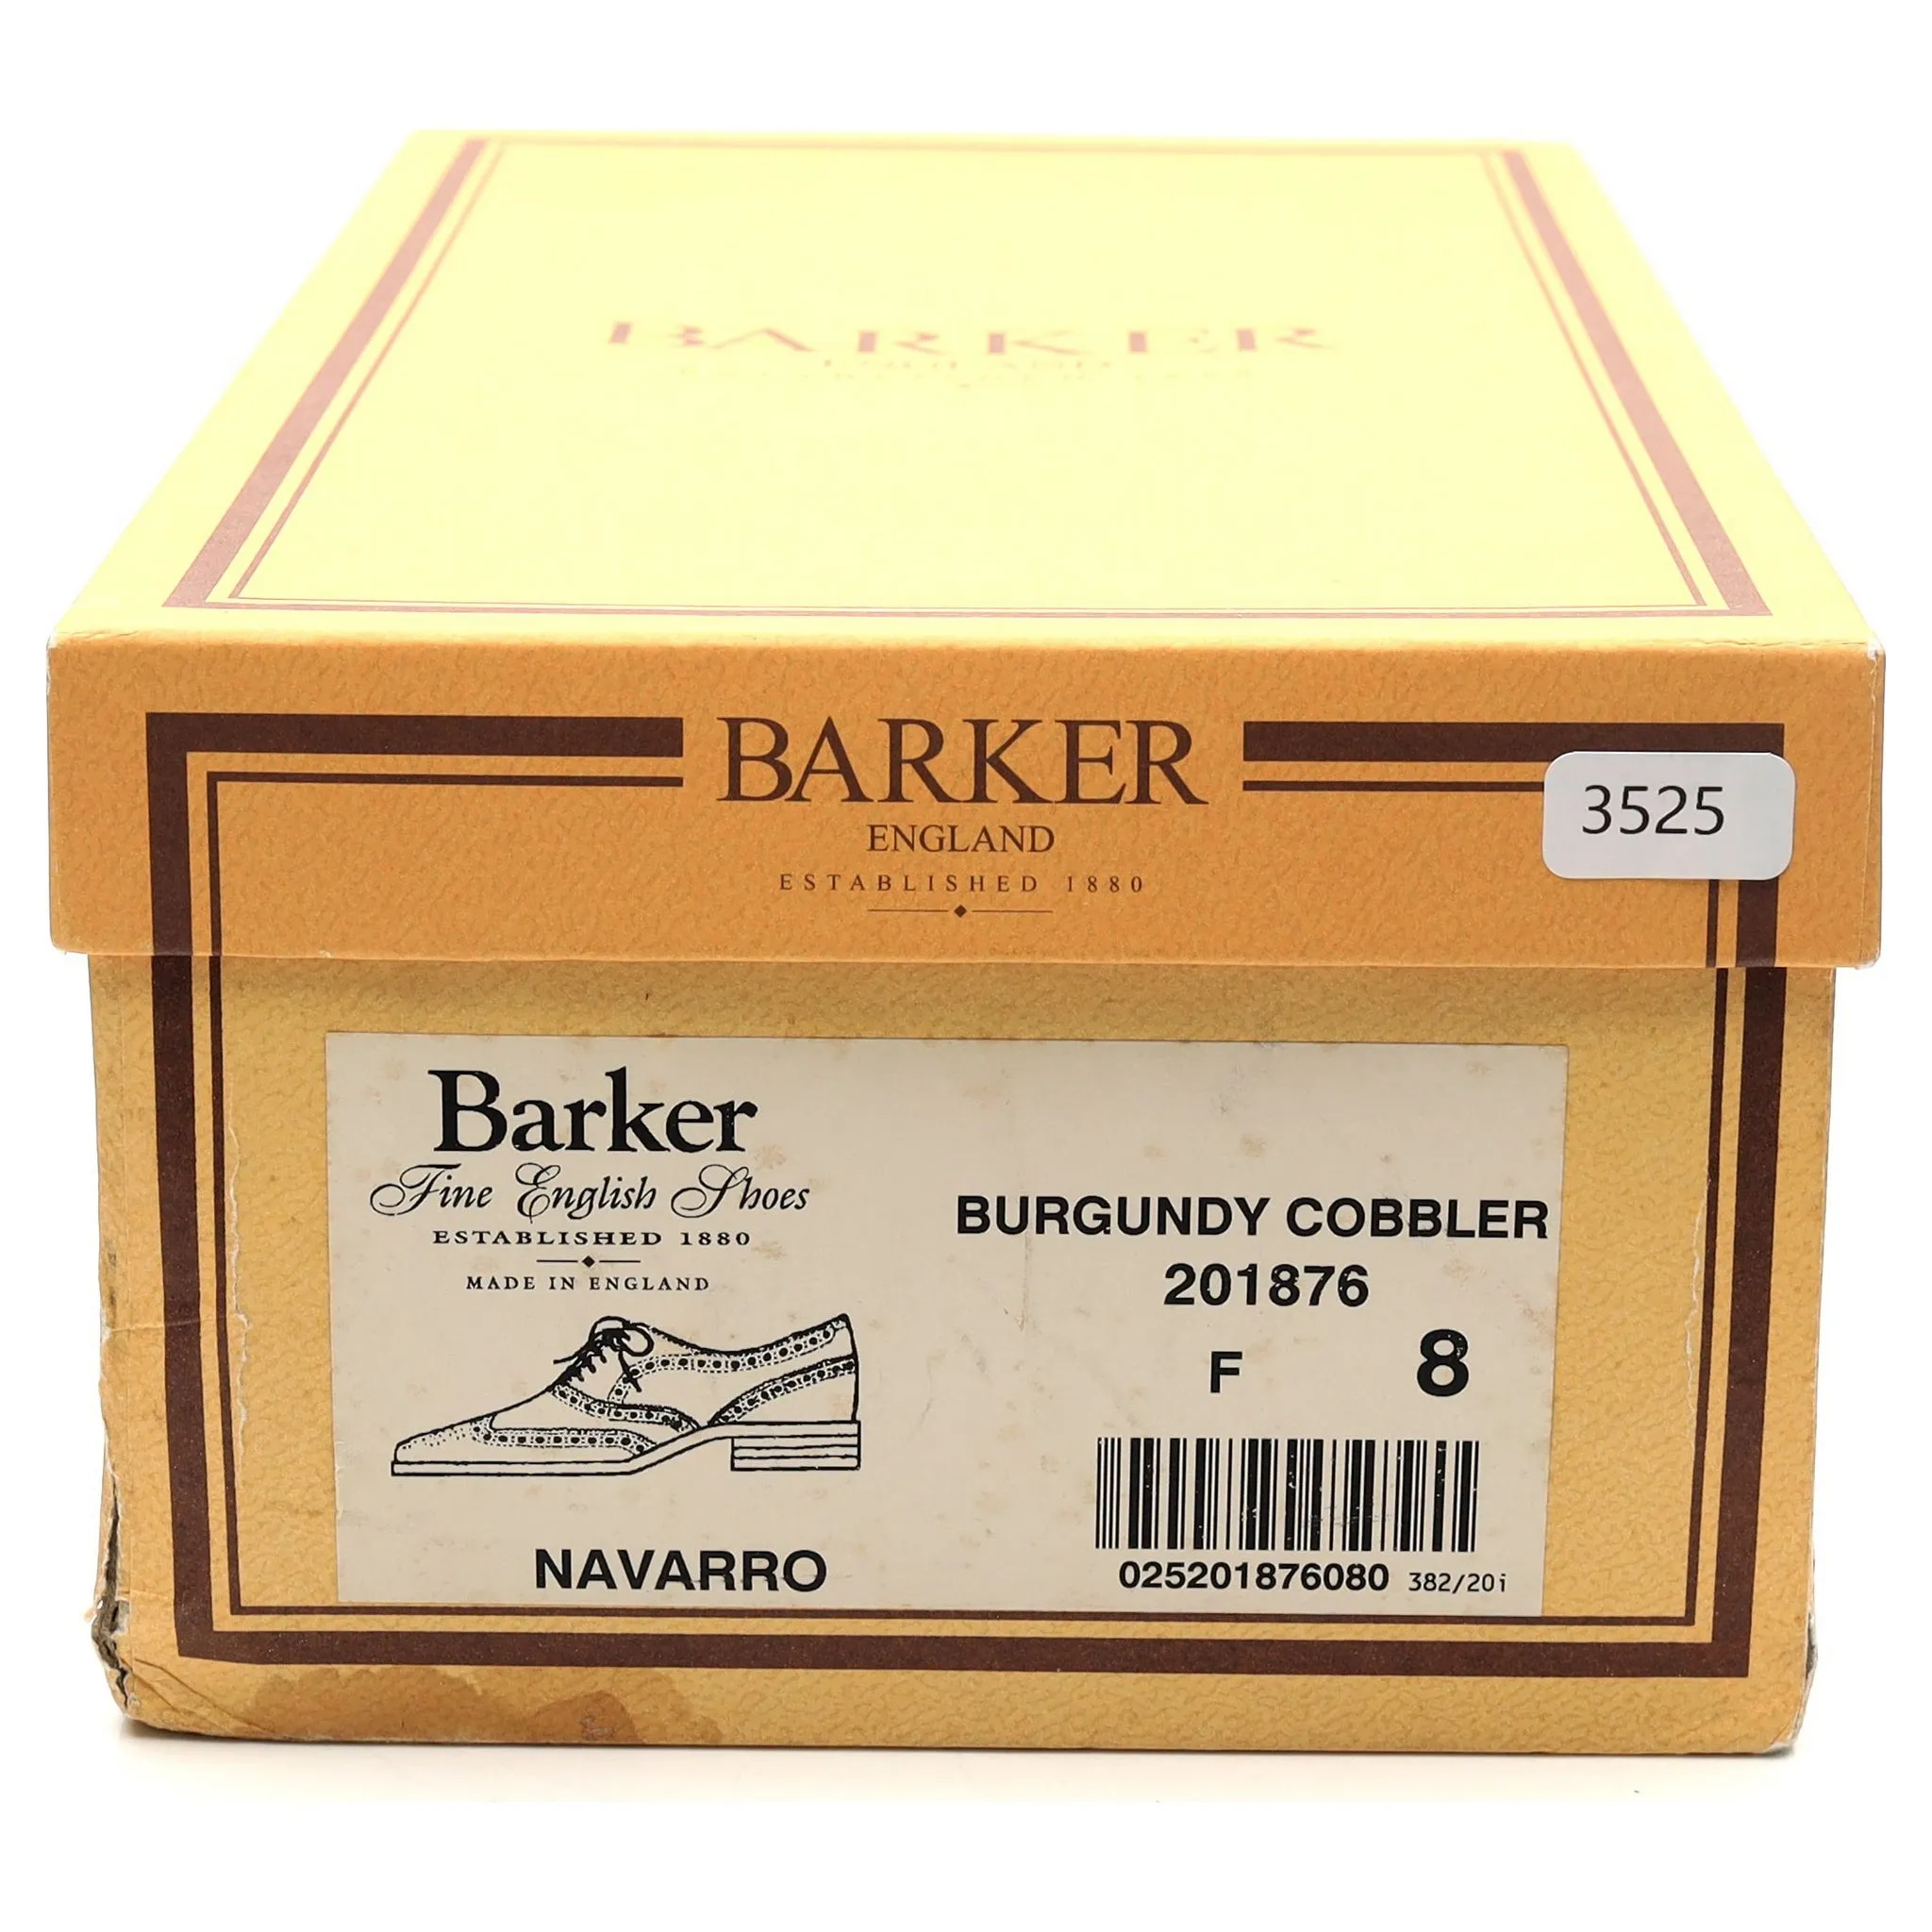 BARKER
BARKER
ENGLAND
ESTABLISHED 1880
3525
Barker
Fine English Shoes
ESTABLISHED 1880
MADE IN ENGLAND
NAVARRO
BURGUNDY COBBLER
201876
F 8
025201876080 382/20i